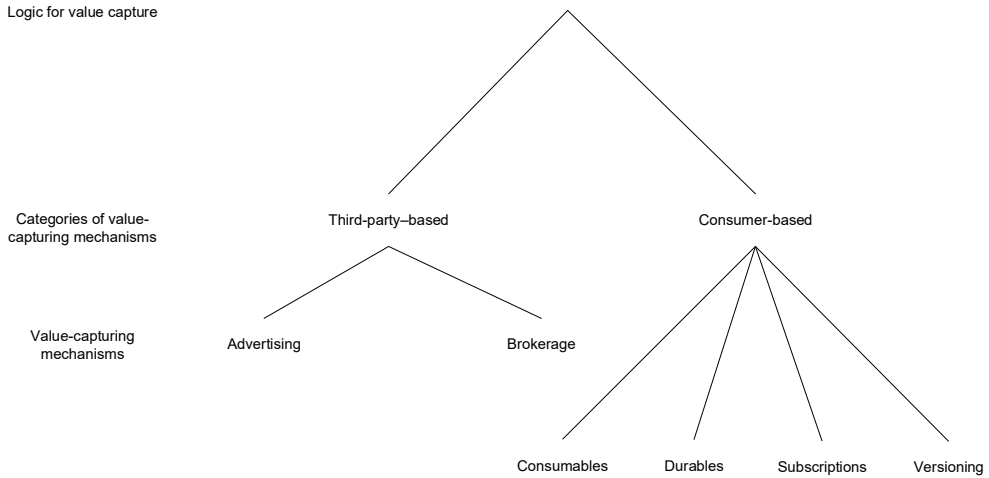 Logic for value capture
Categories of value-
capturing mechanisms
Third-party–based
Consumer-based
Value-capturing
mechanisms
Advertising
Brokerage
Consumables
Durables
Subscriptions
Versioning